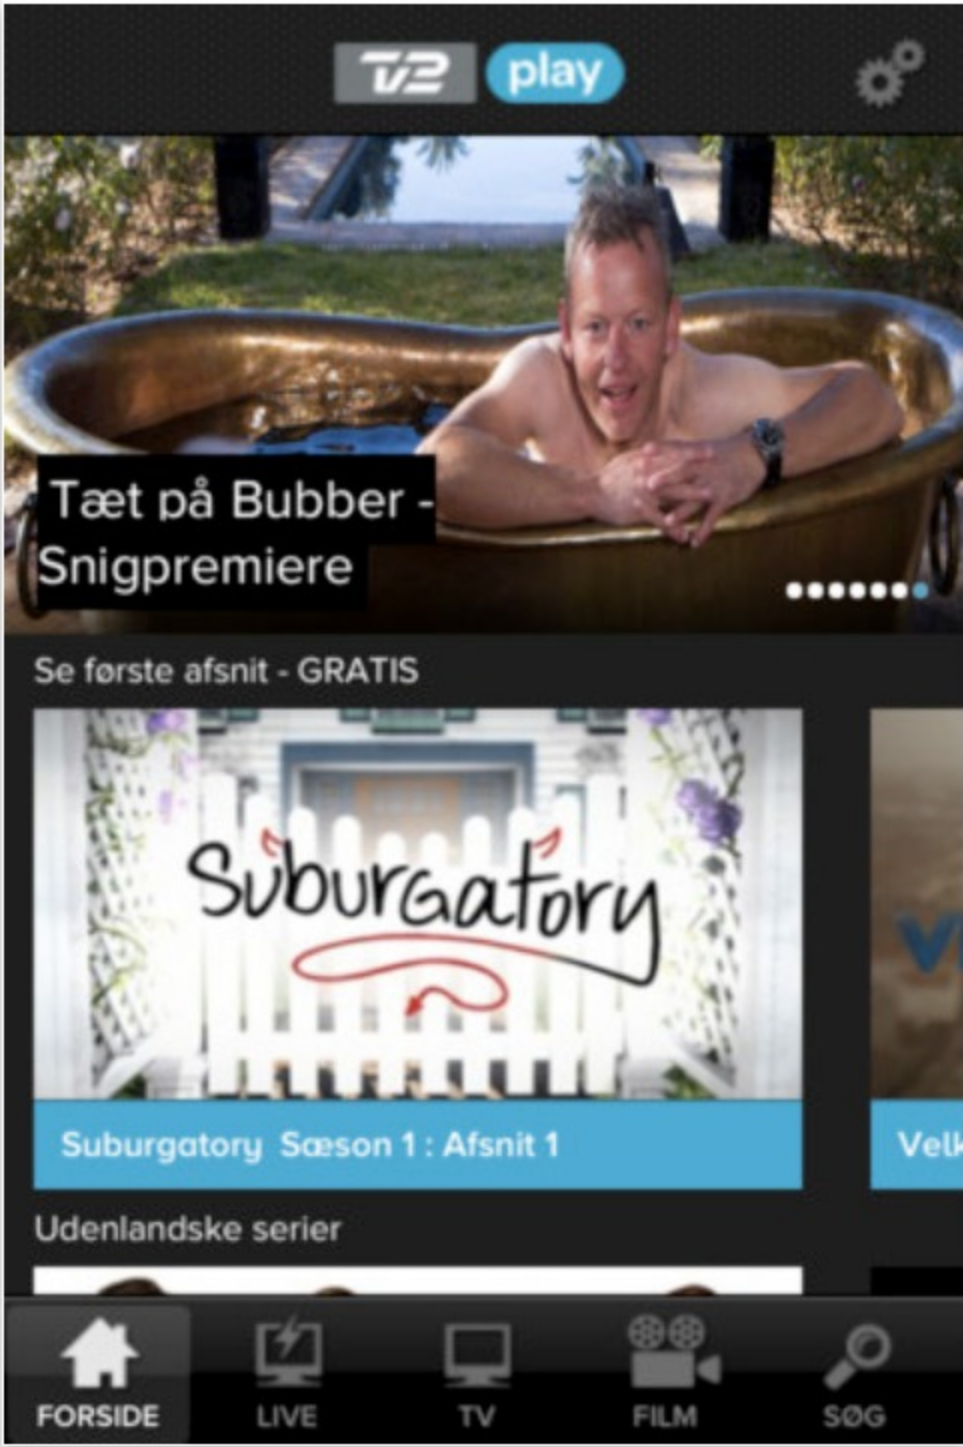 TV2 play
Tæt på Bubber -
Snigpremiere
Se første afsnit - GRATIS
Suburgatory
Suburgatory Sæson 1 : Afsnit 1
Udenlandske serier
FORSIDE
LIVE
TV
FILM
SØG